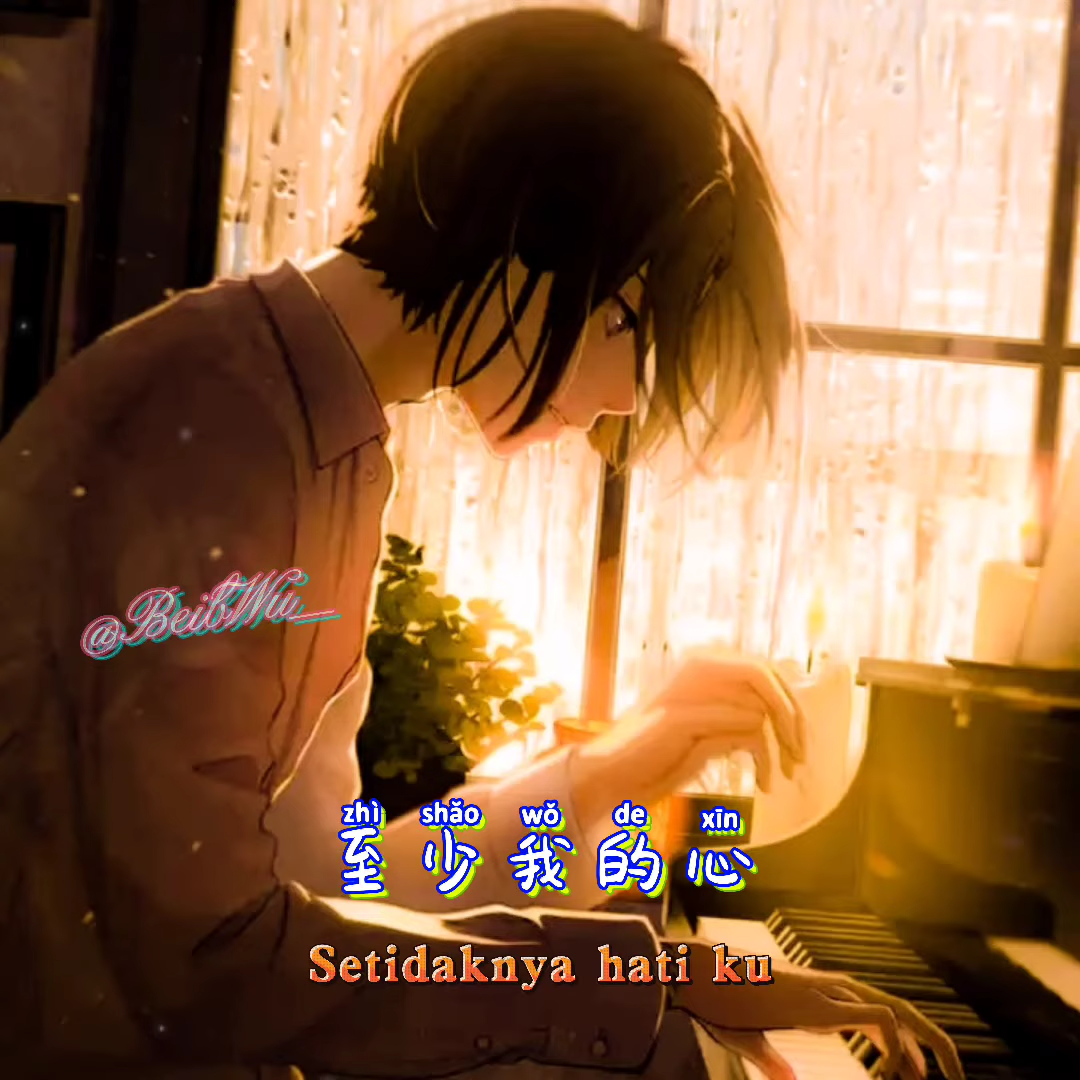 @BeibWu_
zhì shǎo wǒ de xīn
至少我的心
Setidaknya hati ku